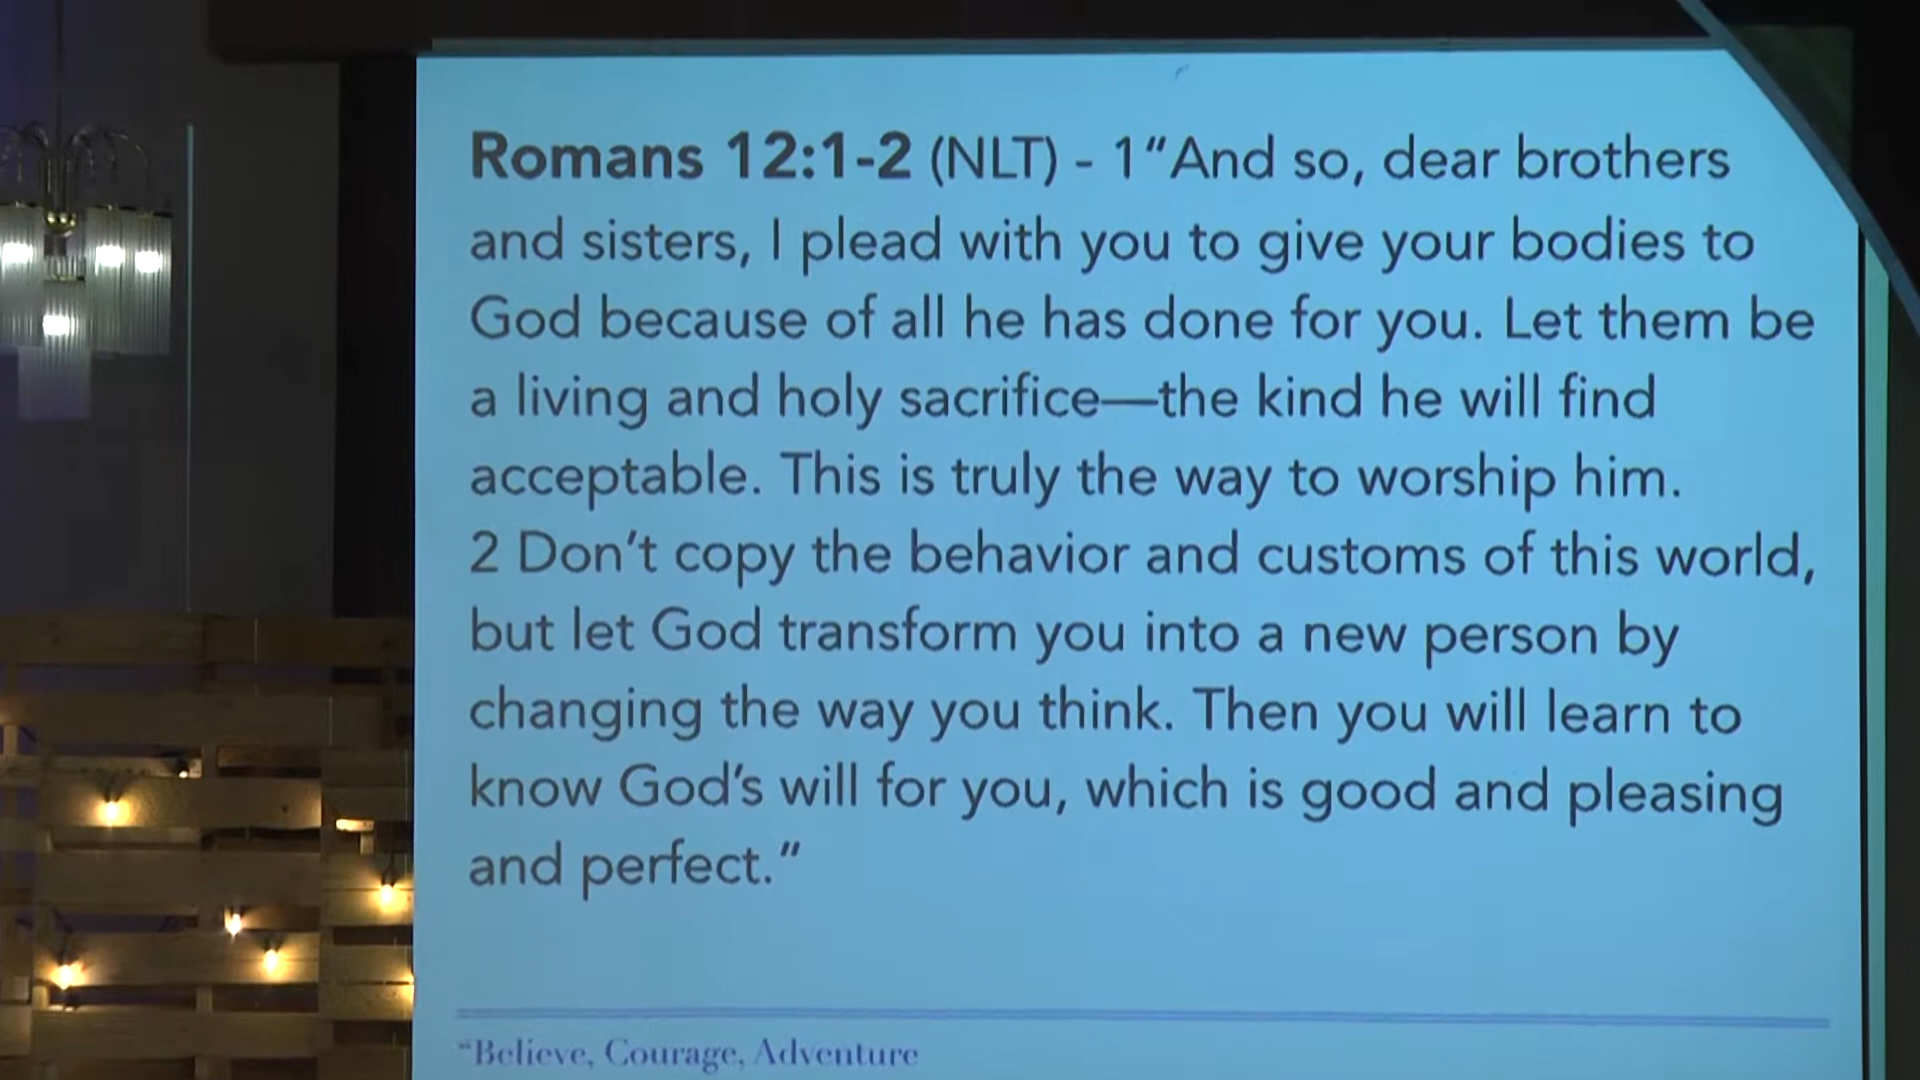 Romans 12:1-2 (NLT) - 1“And so, dear brothers
and sisters, I plead with you to give your bodies to
God because of all he has done for you. Let them be
a living and holy sacrifice—the kind he will find
acceptable. This is truly the way to worship him.
2 Don’t copy the behavior and customs of this world,
but let God transform you into a new person by
changing the way you think. Then you will learn to
know God’s will for you, which is good and pleasing
and perfect.”
“Believe, Courage, Adventure